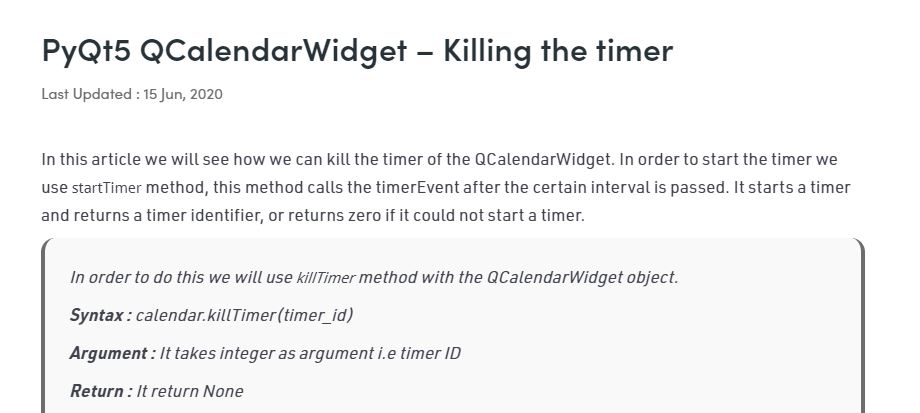 PyQt5 QCalendarWidget – Killing the timer
Last Updated : 15 Jun, 2020
In this article we will see how we can kill the timer of the QCalendarWidget. In order to start the timer we
use startTimer method, this method calls the timerEvent after the certain interval is passed. It starts a timer
and returns a timer identifier, or returns zero if it could not start a timer.
In order to do this we will use killTimer method with the QCalendarWidget object.
Syntax : calendar.killTimer(timer_id)
Argument : It takes integer as argument i.e timer ID
Return : It return None